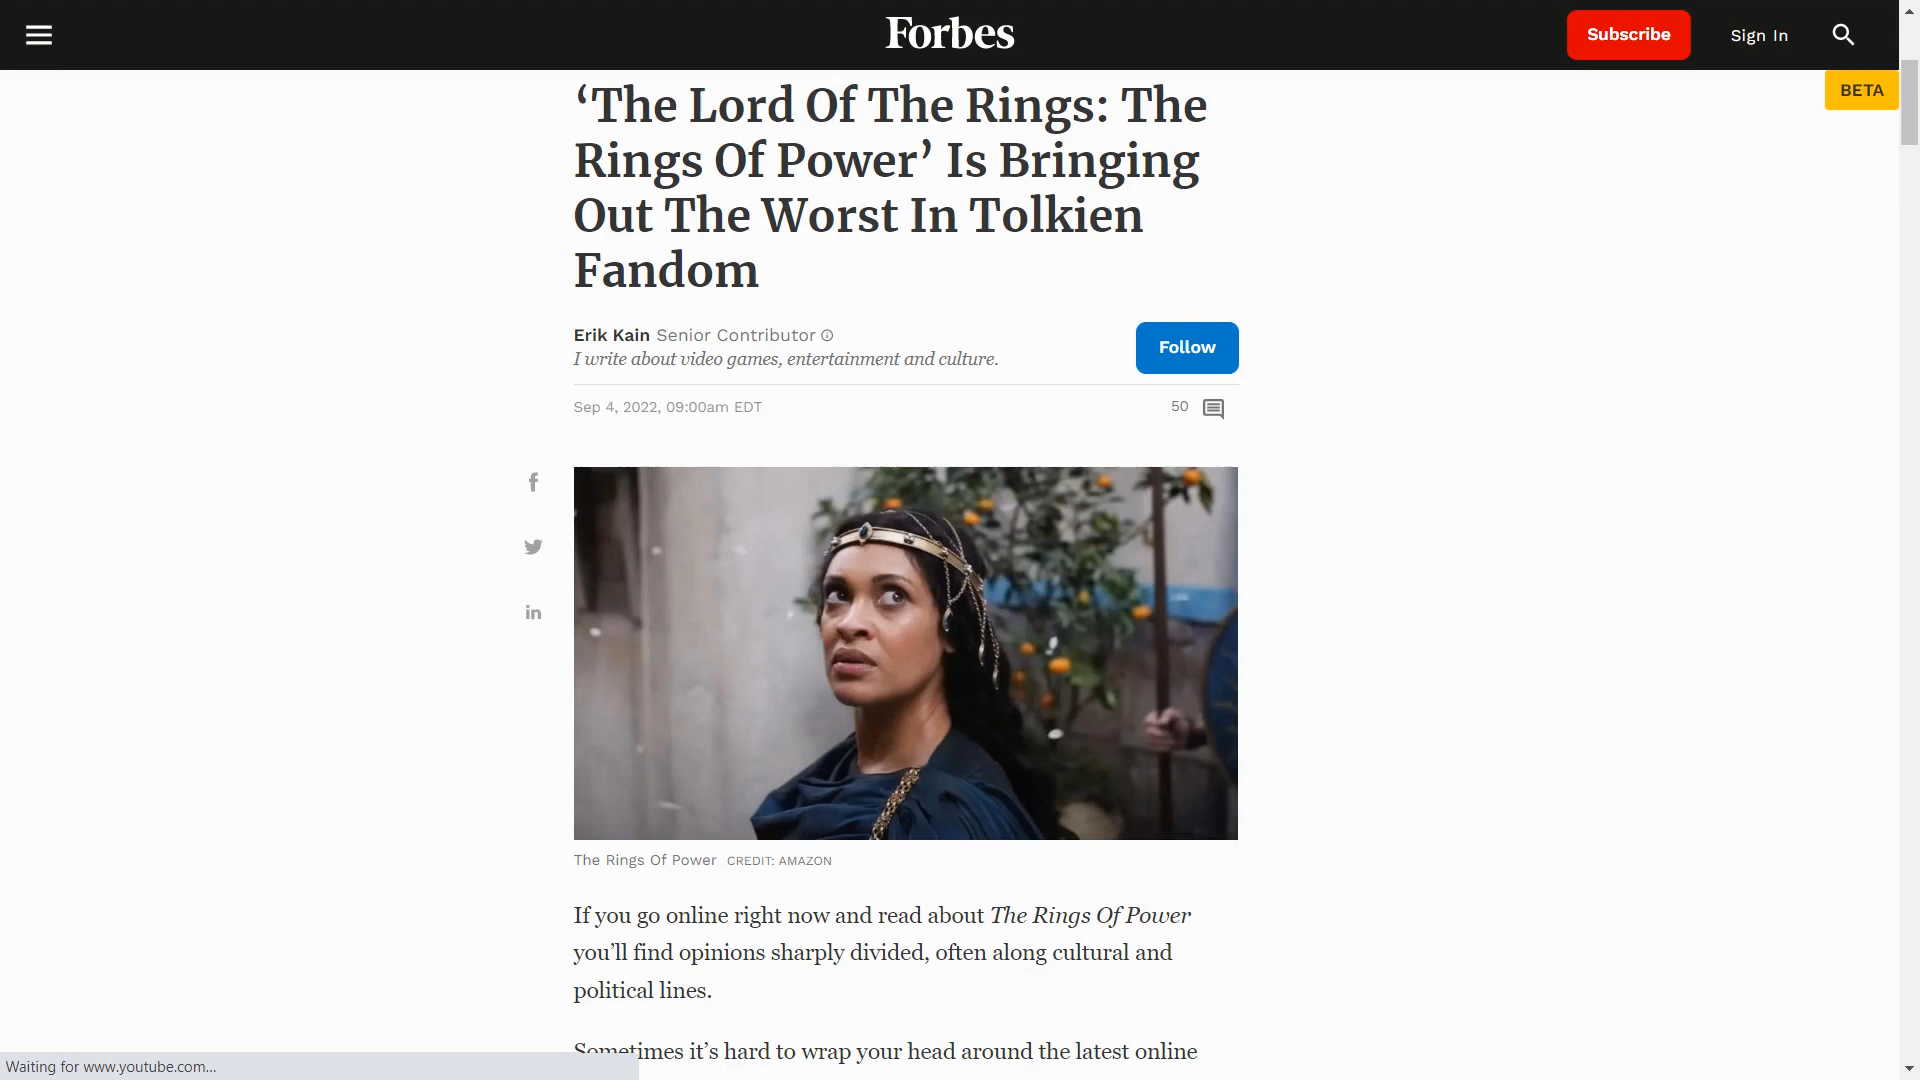 Forbes
Subscribe
Sign In
BETA
‘The Lord Of The Rings: The
Rings Of Power’ Is Bringing
Out The Worst In Tolkien
Fandom
Erik Kain Senior Contributor
I write about video games, entertainment and culture.
Follow
Sep 4, 2022, 09:00am EDT
50
The Rings Of Power CREDIT: AMAZON
If you go online right now and read about The Rings Of Power
you’ll find opinions sharply divided, often along cultural and
political lines.
Sometimes it’s hard to wrap your head around the latest online
Waiting for www.youtube.com...